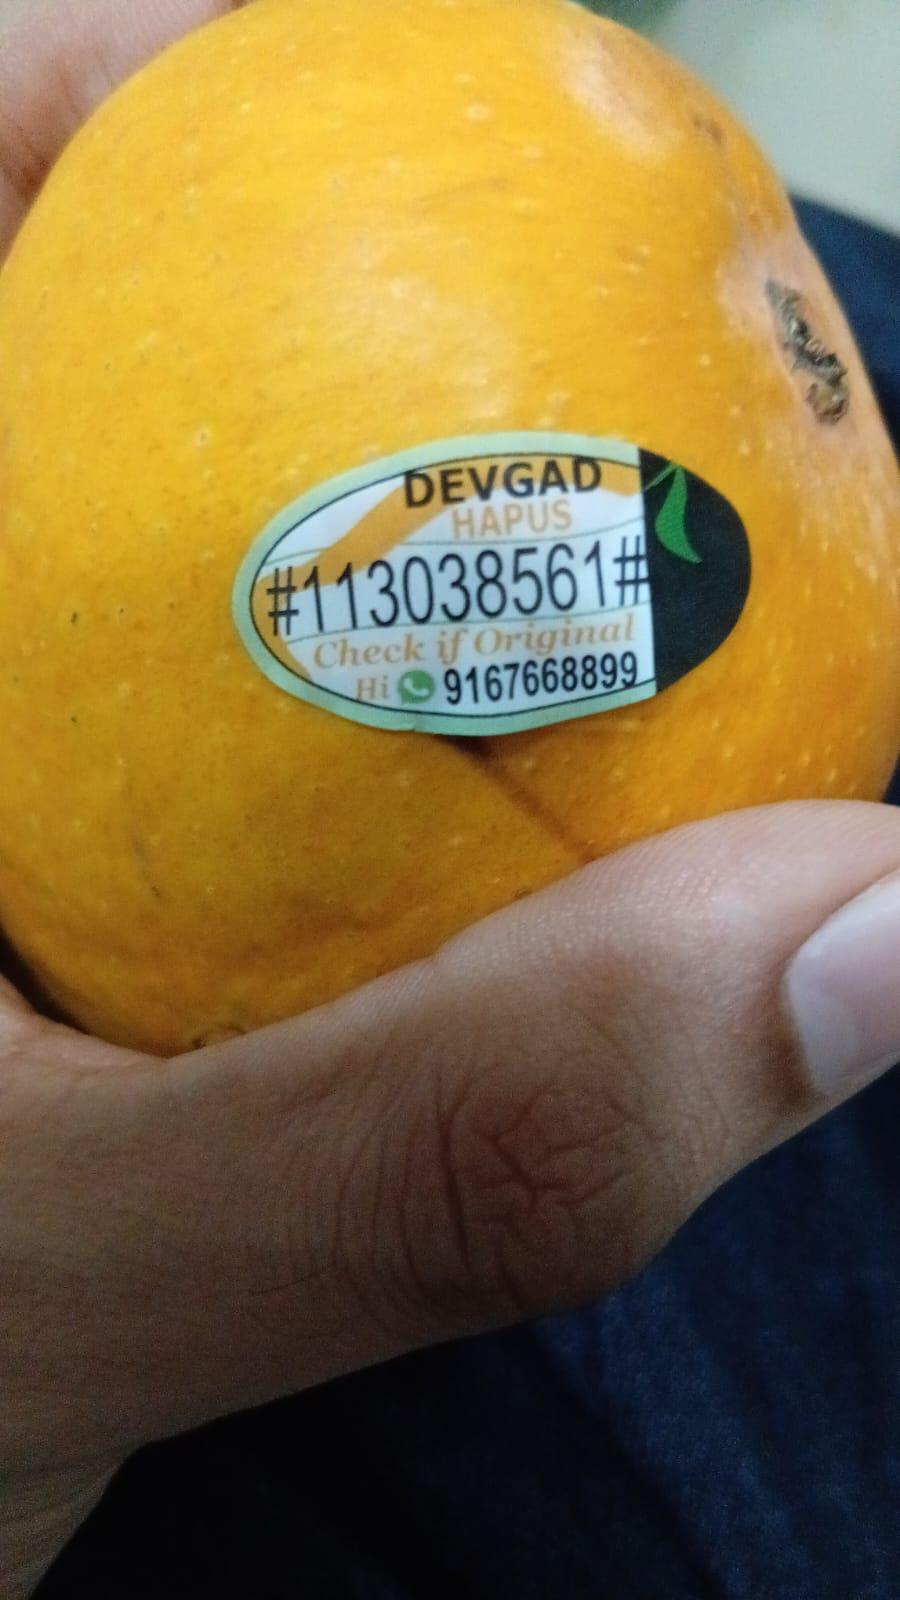 DEVGAD
HAPUS
#113038561#
Check if Original
Hi 9167668899